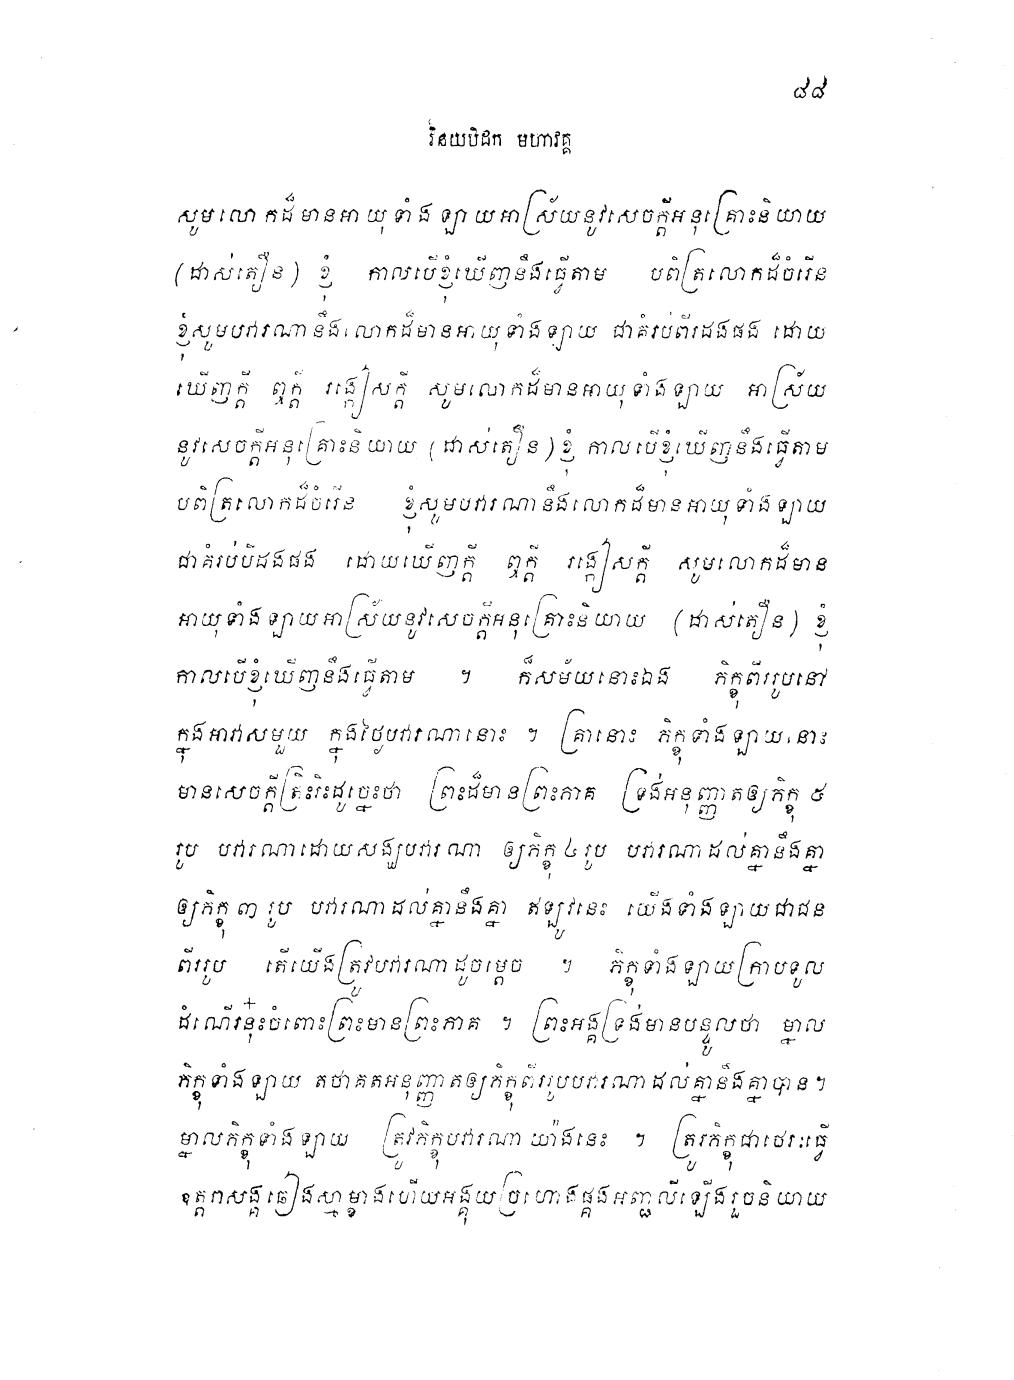 ៨៨
វិនយបិដក មហាវគ្គ
សូមលោកដ៏មានអាយុទាំងឡាយអាស្រ័យនូវសេចក្តីអនុគ្រោះនិយាយ
(ដាស់តឿន) ខ្ញុំ កាលបើខ្ញុំឃើញនឹងធ្វើតាម បពិត្រលោកដ៏ចំរើន
ខ្ញុំសូមបវារណានឹងលោកដ៏មានអាយុទាំងឡាយ ជាគំរប់ពីរដងផង ដោយ
ឃើញក្តី ឮក្តី រង្កៀសក្តី សូមលោកដ៏មានអាយុទាំងឡាយ អាស្រ័យ
នូវសេចក្តីអនុគ្រោះនិយាយ (ដាស់តឿន) ខ្ញុំ កាលបើខ្ញុំឃើញនឹងធ្វើតាម
បពិត្រលោកដ៏ចំរើន ខ្ញុំសូមបវារណានឹងលោកដ៏មានអាយុទាំងឡាយ
ជាគំរប់បីដងផង ដោយឃើញក្តី ឮក្តី រង្កៀសក្តី សូមលោកដ៏មាន
អាយុទាំងឡាយអាស្រ័យនូវសេចក្តីអនុគ្រោះនិយាយ (ដាស់តឿន) ខ្ញុំ
កាលបើខ្ញុំឃើញនឹងធ្វើតាម ។ ក៏សម័យនោះឯង ភិក្ខុពីររូបនៅ
ក្នុងអាវាសមួយ ក្នុងថ្ងៃបវារណានោះ ។ គ្រានោះ ភិក្ខុទាំងឡាយនោះ
មានសេចក្តីត្រិះរិះដូច្នេះថា ព្រះដ៏មានព្រះភាគ ទ្រង់អនុញ្ញាតឲ្យភិក្ខុ ៥
រូប បវារណាដោយសង្ឃបវារណា ឲ្យភិក្ខុ ៤ រូប បវារណាដល់គ្នានឹងគ្នា
ឲ្យភិក្ខុ ៣ រូប បវារណាដល់គ្នានឹងគ្នា ឥឡូវនេះ យើងទាំងឡាយជាជន
ពីររូប តើយើងត្រូវបវារណាដូចម្តេច ។ ភិក្ខុទាំងឡាយក្រាបទូល
ដំណើរនុ៎ះចំពោះព្រះមានព្រះភាគ ។ ព្រះអង្គទ្រង់មានបន្ទូលថា ម្នាល
ភិក្ខុទាំងឡាយ តថាគតអនុញ្ញាតឲ្យភិក្ខុពីររូបបវារណាដល់គ្នានឹងគ្នាបាន។
ម្នាលភិក្ខុទាំងឡាយ ត្រូវភិក្ខុបវារណា យ៉ាងនេះ ។ ត្រូវភិក្ខុជាថេរៈធ្វើ
ឧត្តរាសង្គឆៀងស្មាម្ខាងហើយអង្គុយច្រហោងផ្គងអញ្ជលីឡើងរួចនិយាយ